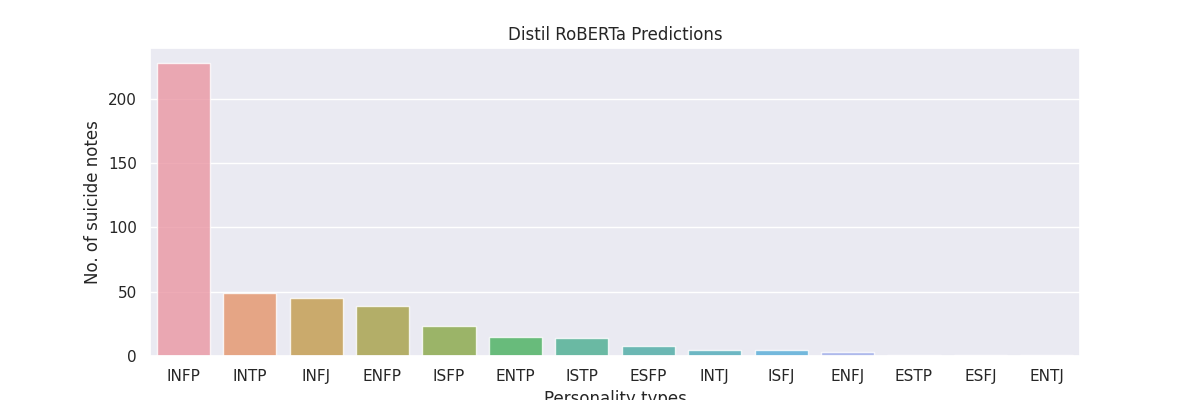 Distil RoBERTa Predictions
No. of suicide notes
200
150
100
50
0
INFP INTP INFJ ENFP ISFP ENTP ISTP ESFP INTJ ISFJ ENFJ ESTP ESFJ ENTJ
Personality types